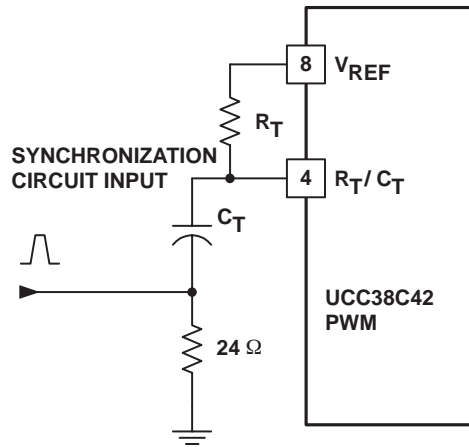 8
VREF
RT
SYNCHRONIZATION
CIRCUIT INPUT
4
RT/ CT
CT
UCC38C42
PWM
24 Ω